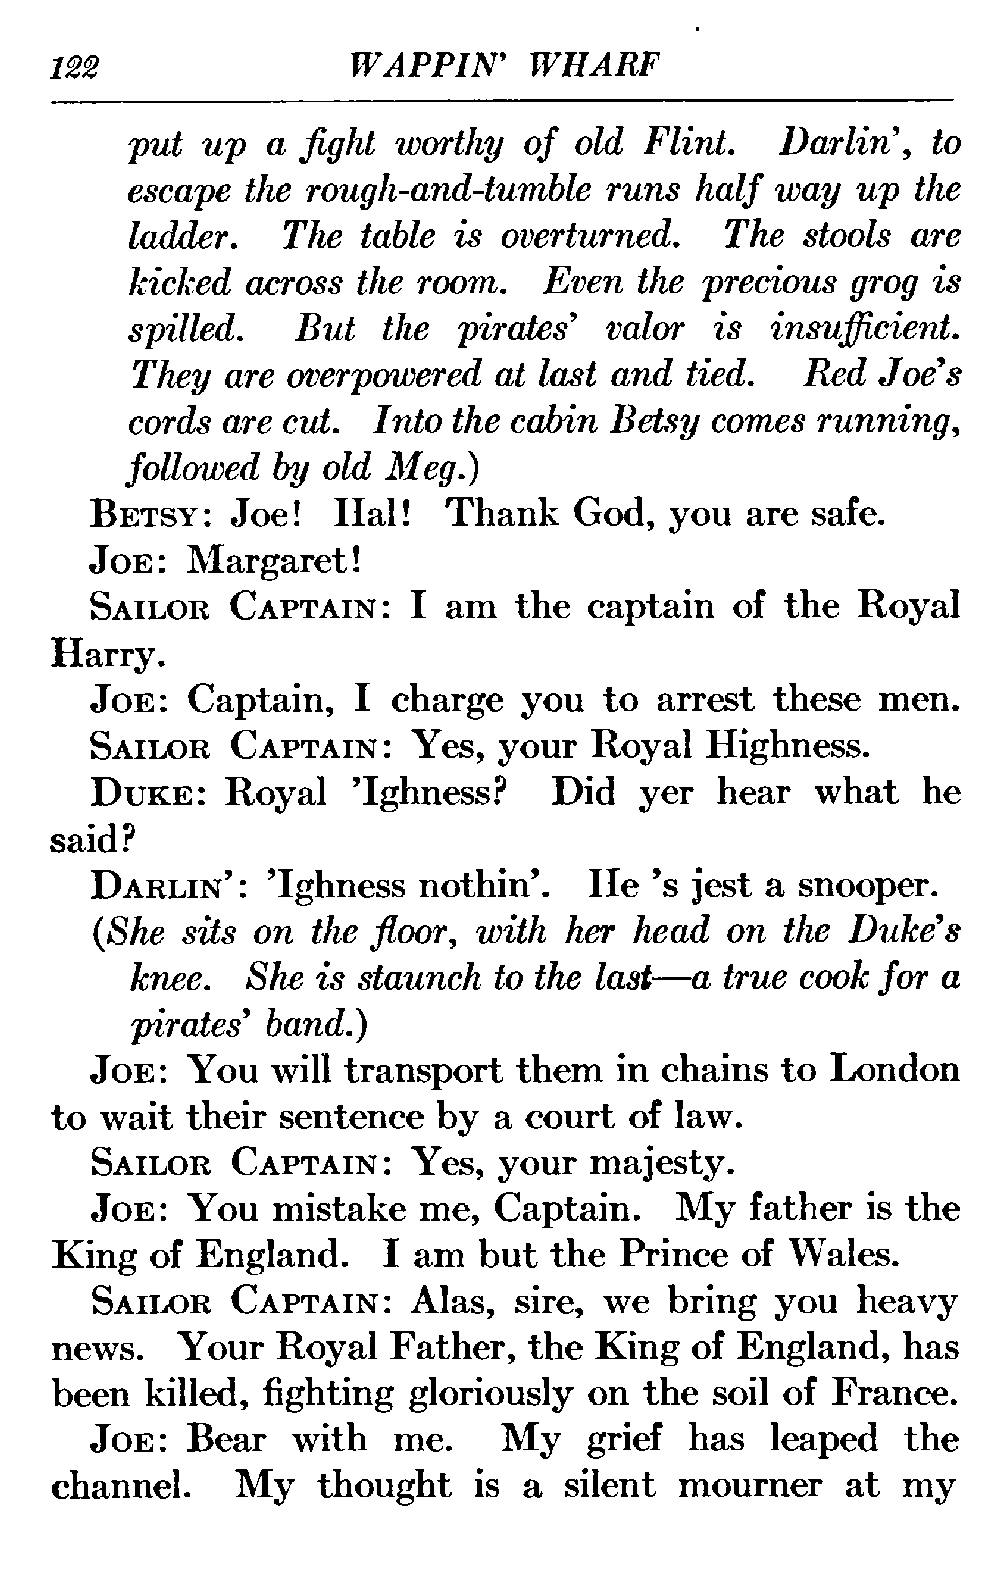 122 WAPPIN' WHARF
put up a fight worthy of old Flint. Darlin', to
escape the rough-and-tumble runs half way up the
ladder. The table is overturned. The stools are
kicked across the room. Even the precious grog is
spilled. But the pirates' valor is insufficient.
They are overpowered at last and tied. Red Joe's
cords are cut. Into the cabin Betsy comes running,
followed by old Meg.)
BETSY: Joe! Hal! Thank God, you are safe.
JOE: Margaret!
SAILOR CAPTAIN: I am the captain of the Royal
Harry.
JOE: Captain, I charge you to arrest these men.
SAILOR CAPTAIN: Yes, your Royal Highness.
DUKE: Royal 'Ighness? Did yer hear what he
said?
DARLIN': 'Ighness nothin'. He 's jest a snooper.
(She sits on the floor, with her head on the Duke's
knee. She is staunch to the last—a true cook for a
pirates' band.)
JOE: You will transport them in chains to London
to wait their sentence by a court of law.
SAILOR CAPTAIN: Yes, your majesty.
JOE: You mistake me, Captain. My father is the
King of England. I am but the Prince of Wales.
SAILOR CAPTAIN: Alas, sire, we bring you heavy
news. Your Royal Father, the King of England, has
been killed, fighting gloriously on the soil of France.
JOE: Bear with me. My grief has leaped the
channel. My thought is a silent mourner at my